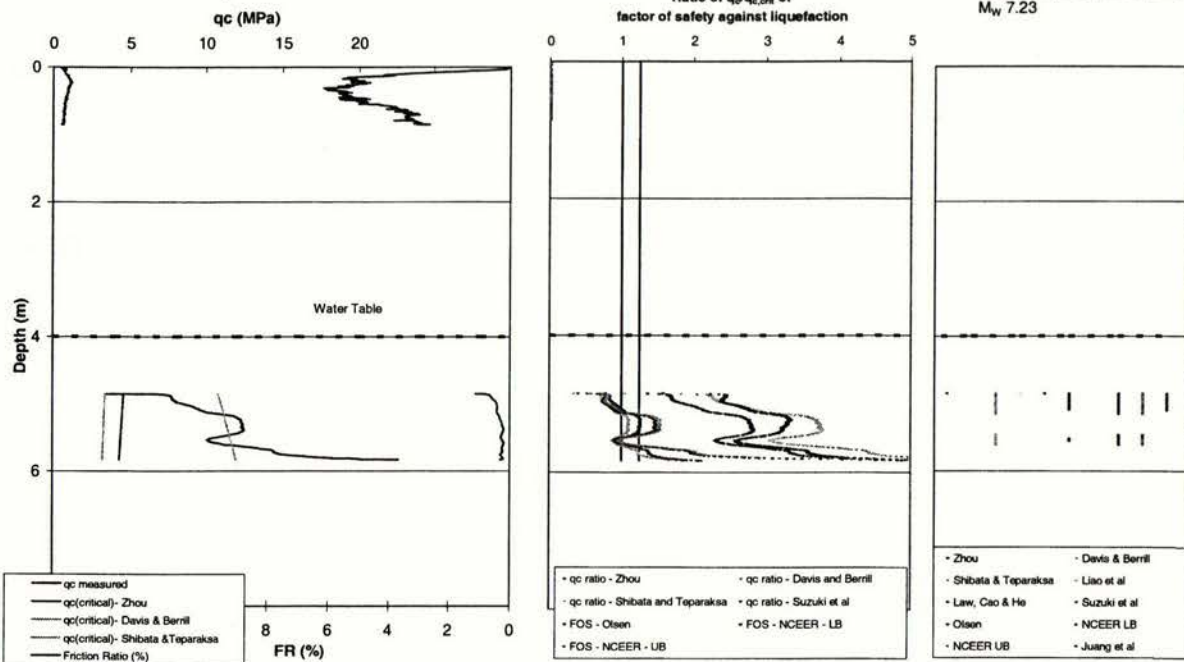 qc (MPa)
0 5 10 15 20
0
2
4
6
Depth (m)
Water Table
8 6 4 2 0
FR (%)
qc measured
qc(critical)- Zhou
qc(critical)- Davis & Berrill
qc(critical)- Shibata &Teparaksa
Friction Ratio (%)
factor of safety against liquefaction
0 1 2 3 4 5
qc ratio - Zhou
qc ratio - Davis and Berrill
qc ratio - Shibata and Teparaksa
qc ratio - Suzuki et al
FOS - Olsen
FOS - NCEER - LB
FOS - NCEER - UB
Mw 7.23
Zhou
Davis & Berrill
Shibata & Teparaksa
Liao et al
Law, Cao & He
Suzuki et al
Olsen
NCEER LB
NCEER UB
Juang et al